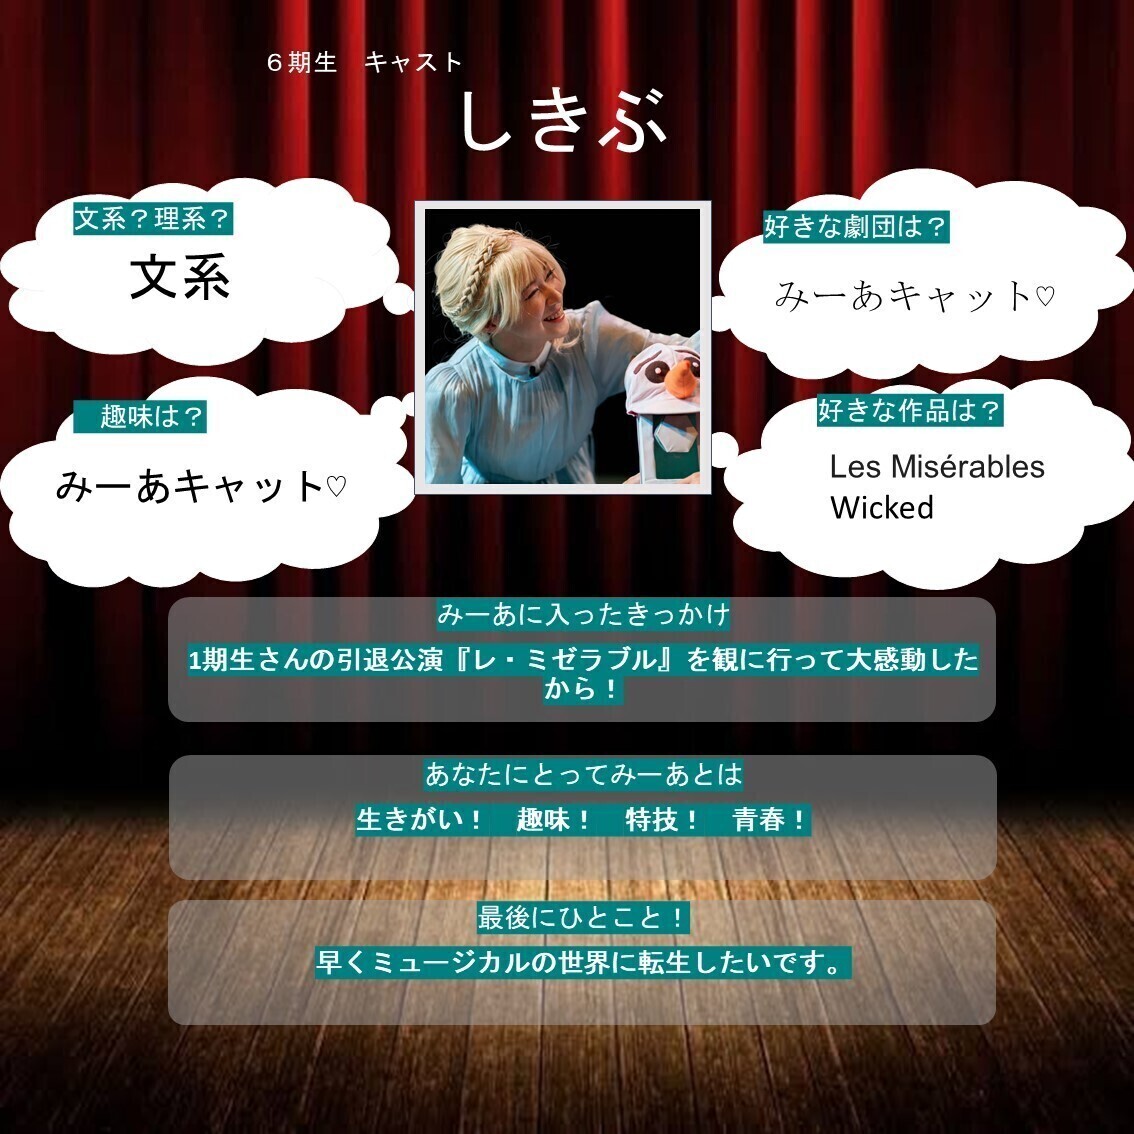 ６期生　キャスト
しきぶ
文系？理系？
文系
好きな劇団は？
みーあキャット♡
趣味は？
みーあキャット♡
好きな作品は？
Les Misérables
Wicked
みーあに入ったきっかけ
1期生さんの引退公演『レ・ミゼラブル』を観に行って大感動した
から！
あなたにとってみーあとは
生きがい！　趣味！　特技！　青春！
最後にひとこと！
早くミュージカルの世界に転生したいです。